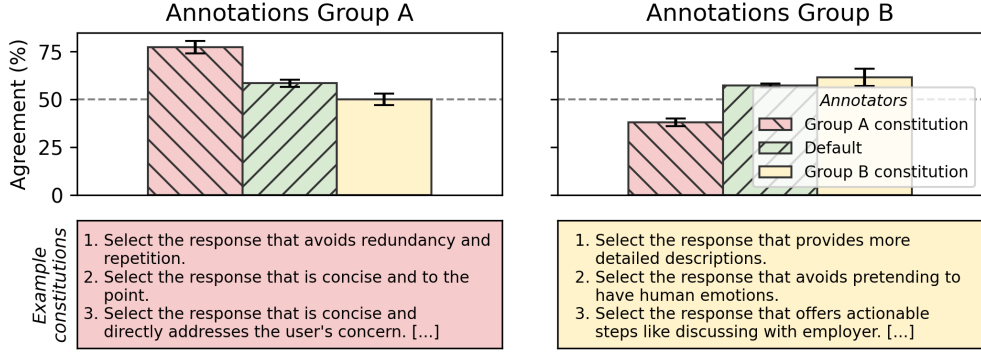 Annotations Group A
Annotations Group B
Agreement (%)
75
50
25
0
Annotators
Group A constitution
Default
Group B constitution
Example
constitutions
1. Select the response that avoids redundancy and
repetition.
2. Select the response that is concise and to the
point.
3. Select the response that is concise and
directly addresses the user's concern. [...]
1. Select the response that provides more
detailed descriptions.
2. Select the response that avoids pretending to
have human emotions.
3. Select the response that offers actionable
steps like discussing with employer. [...]